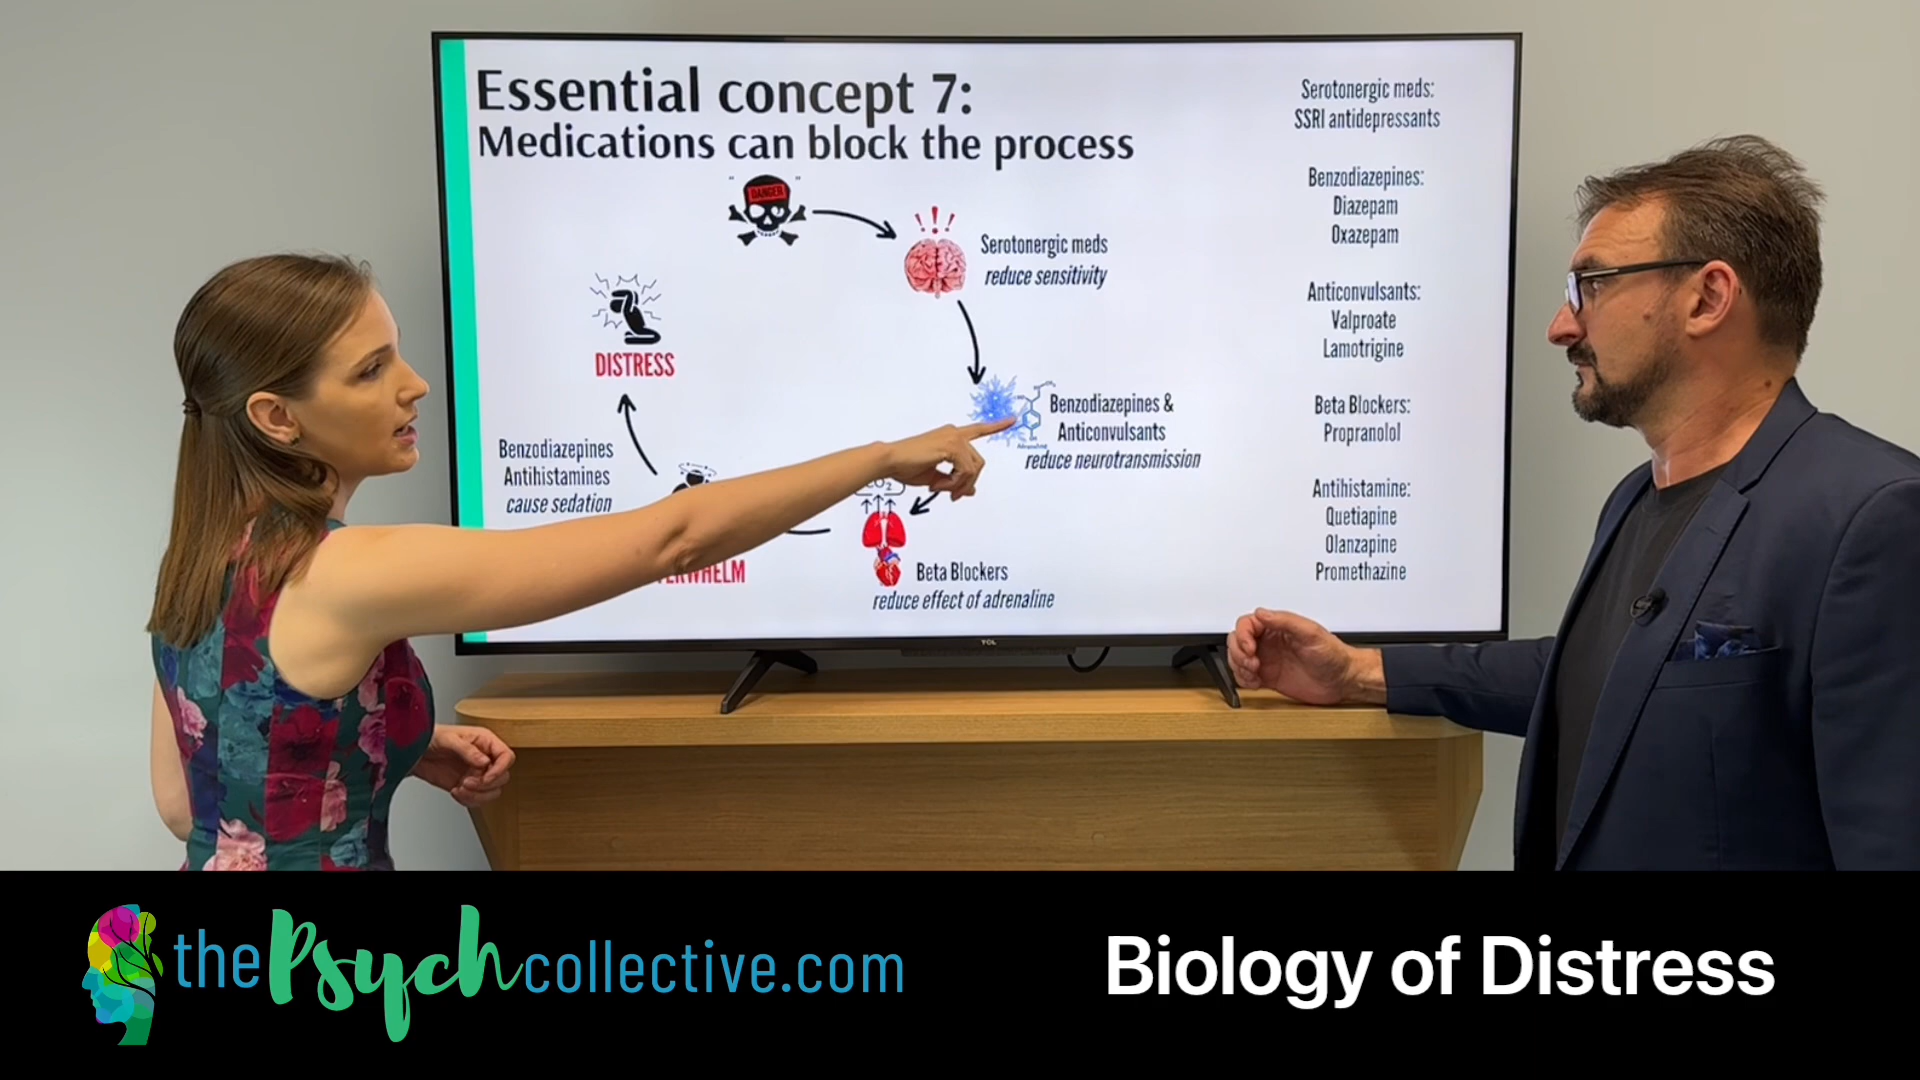 Essential concept 7:
Medications can block the process
DANGER
Serotonergic meds
reduce sensitivity
DISTRESS
Benzodiazepines &
Anticonvulsants
reduce neurotransmission
Benzodiazepines
Antihistamines
cause sedation
Beta Blockers
reduce effect of adrenaline
Serotonergic meds:
SSRI antidepressants
Benzodiazepines:
Diazepam
Oxazepam
Anticonvulsants:
Valproate
Lamotrigine
Beta Blockers:
Propranolol
Antihistamine:
Quetiapine
Olanzapine
Promethazine
TCL
thePsychcollective.com
Biology of Distress